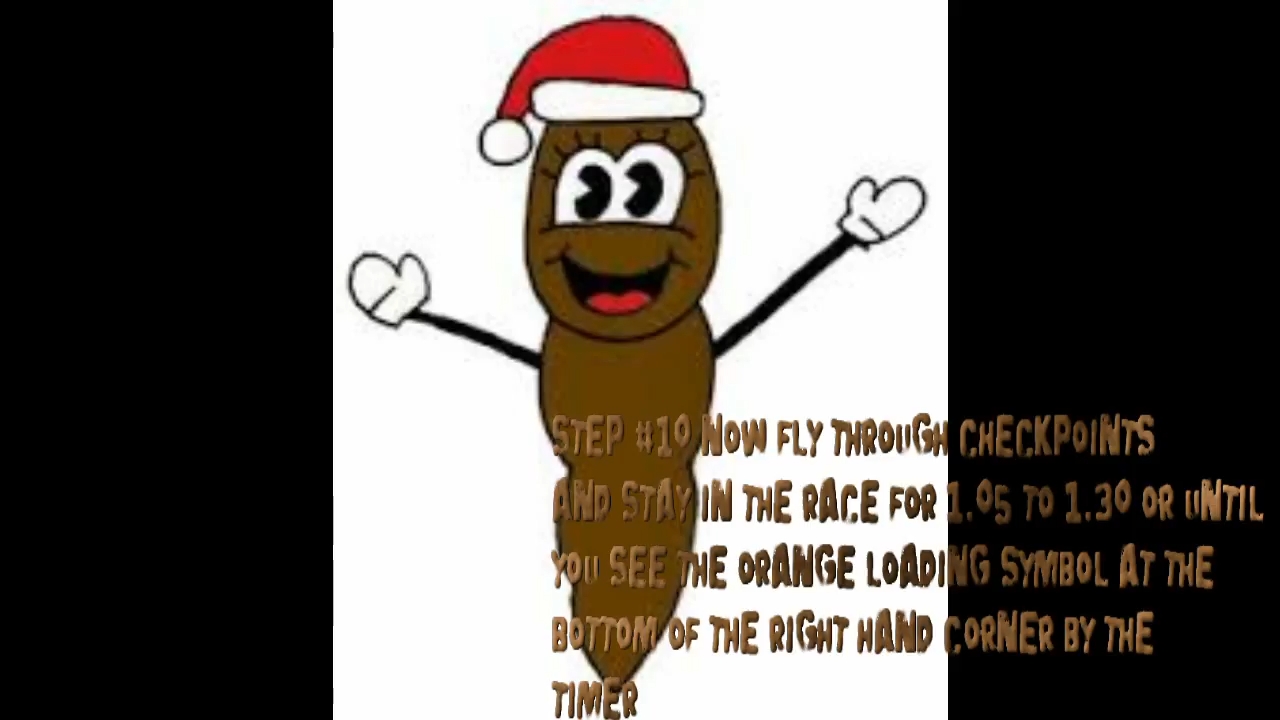 STEP #10 NOW FLY THROUGH CHECKPOINTS
AND STAY IN THE RACE FOR 1.05 TO 1.30 OR UNTIL
YOU SEE THE ORANGE LOADING SYMBOL AT THE
BOTTOM OF THE RIGHT HAND CORNER BY THE
TIMER